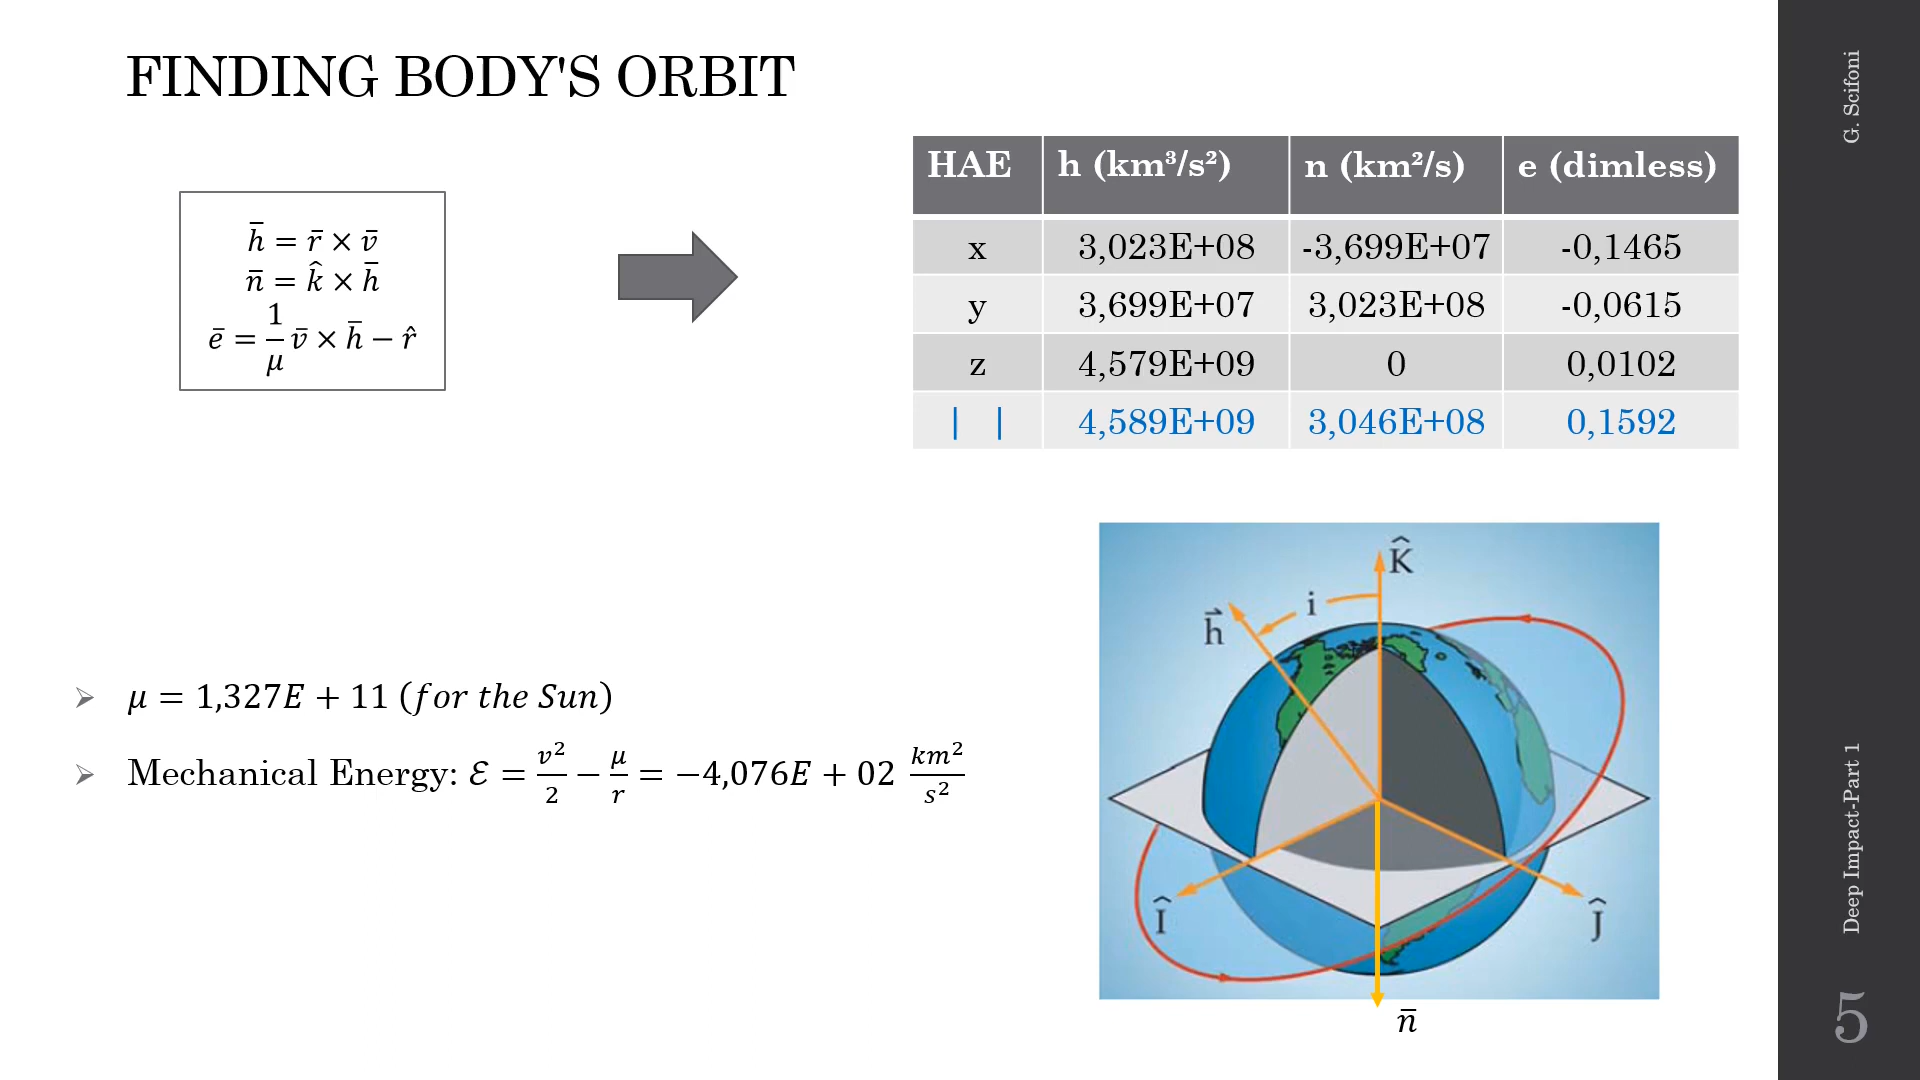 FINDING BODY'S ORBIT
h̄ = r̄ × v̄
n̄ = k̂ × h̄
ē = 1/μ v̄ × h̄ − r̂
HAE h (km³/s²) n (km²/s) e (dimless)
x 3,023E+08 -3,699E+07 -0,1465
y 3,699E+07 3,023E+08 -0,0615
z 4,579E+09 0 0,0102
| | 4,589E+09 3,046E+08 0,1592
μ = 1,327E + 11 (for the Sun)
Mechanical Energy: ℰ = v²/2 − μ/r = −4,076E + 02 km²/s²
K̂
i
h⃗
Î
Ĵ
n̄
G. Scifoni
Deep Impact-Part 1
5